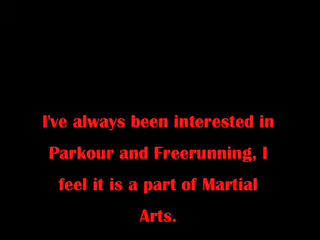 I've always been interested in
Parkour and Freerunning, I
feel it is a part of Martial
Arts.